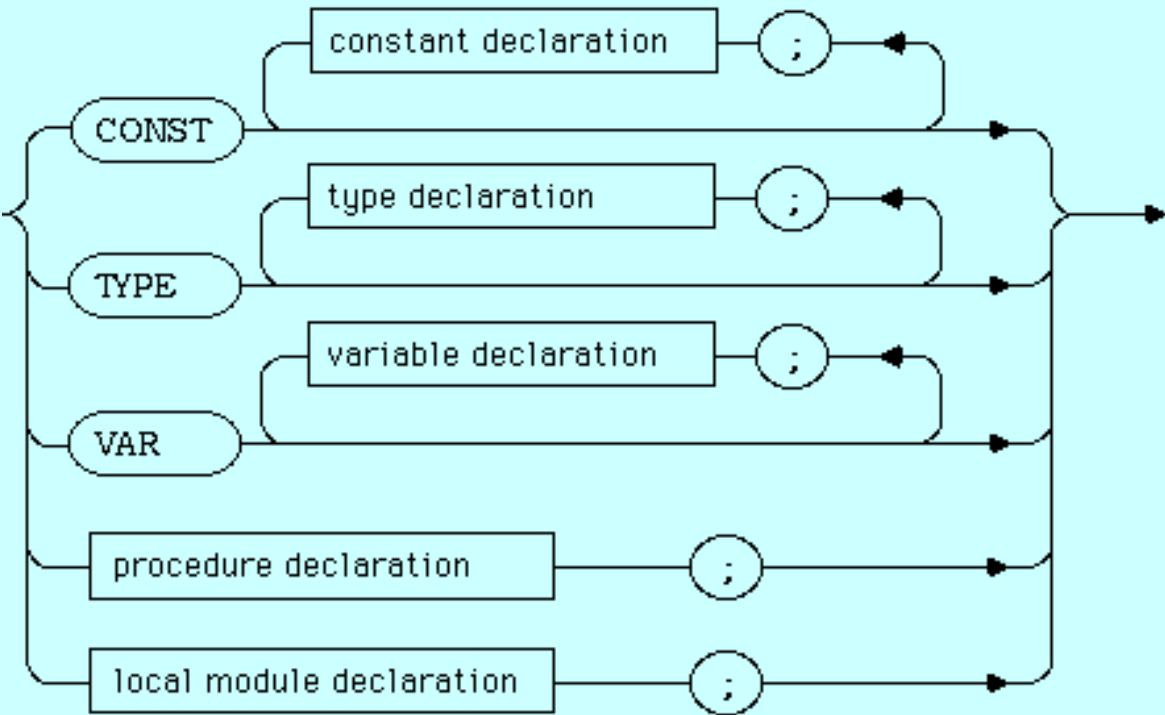 constant declaration ;
CONST
type declaration ;
TYPE
variable declaration ;
VAR
procedure declaration ;
local module declaration ;